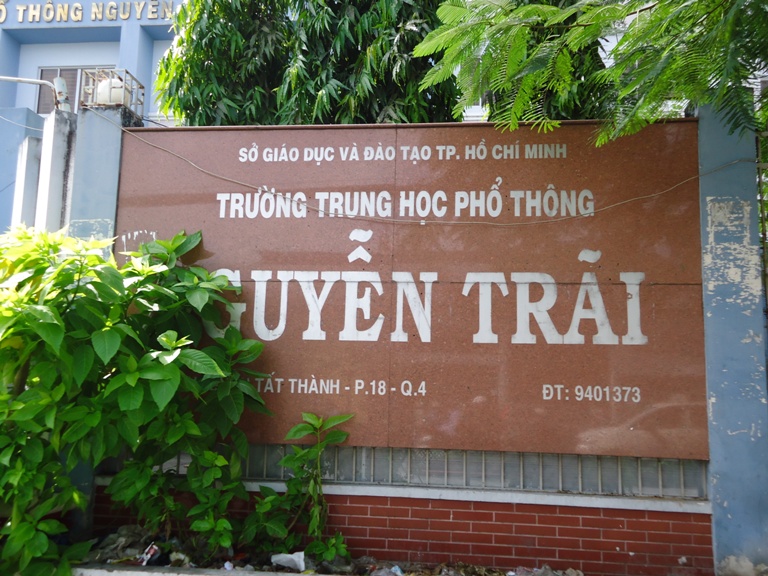 THÔNG NGUYỄN
SỞ GIÁO DỤC VÀ ĐÀO TẠO TP. HỒ CHÍ MINH
TRƯỜNG TRUNG HỌC PHỔ THÔNG
GUYỄN TRÃI
TẤT THÀNH - P.18 - Q.4
ĐT: 9401373